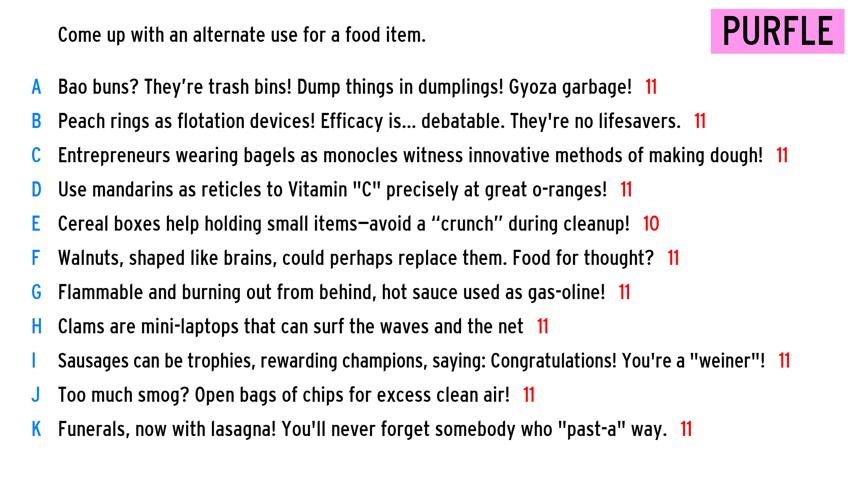 Come up with an alternate use for a food item.
PURFLE
A Bao buns? They’re trash bins! Dump things in dumplings! Gyoza garbage! 11
B Peach rings as flotation devices! Efficacy is... debatable. They're no lifesavers. 11
C Entrepreneurs wearing bagels as monocles witness innovative methods of making dough! 11
D Use mandarins as reticles to Vitamin "C" precisely at great o-ranges! 11
E Cereal boxes help holding small items—avoid a “crunch” during cleanup! 10
F Walnuts, shaped like brains, could perhaps replace them. Food for thought? 11
G Flammable and burning out from behind, hot sauce used as gas-oline! 11
H Clams are mini-laptops that can surf the waves and the net 11
I Sausages can be trophies, rewarding champions, saying: Congratulations! You're a "weiner"! 11
J Too much smog? Open bags of chips for excess clean air! 11
K Funerals, now with lasagna! You'll never forget somebody who "past-a" way. 11